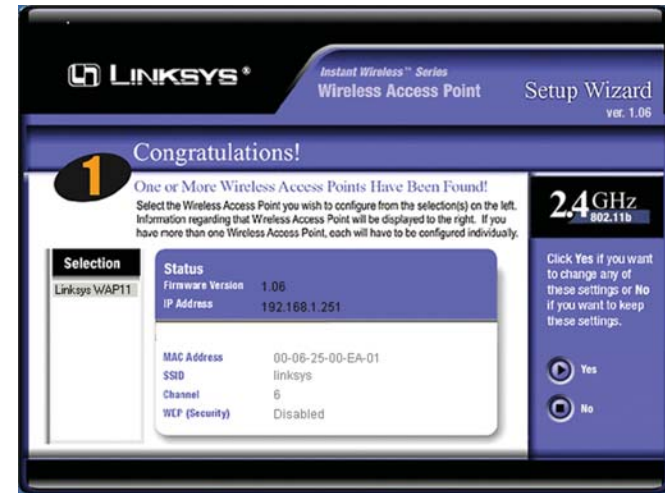 LINKSYS®
Instant Wireless™ Series
Wireless Access Point
Setup Wizard
ver. 1.06
1
Congratulations!
One or More Wireless Access Points Have Been Found!
Select the Wireless Access Point you wish to configure from the selection(s) on the left.
Information regarding that Wireless Access Point will be displayed to the right. If you
have more than one Wireless Access Point, each will have to be configured individually.
2.4 GHz
802.11b
Selection
Linksys WAP11
Status
Firmware Version 1.06
IP Address 192.168.1.251
MAC Address 00-06-25-00-EA-01
SSID linksys
Channel 6
WEP (Security) Disabled
Click Yes if you want
to change any of
these settings or No
if you want to keep
these settings.
Yes
No